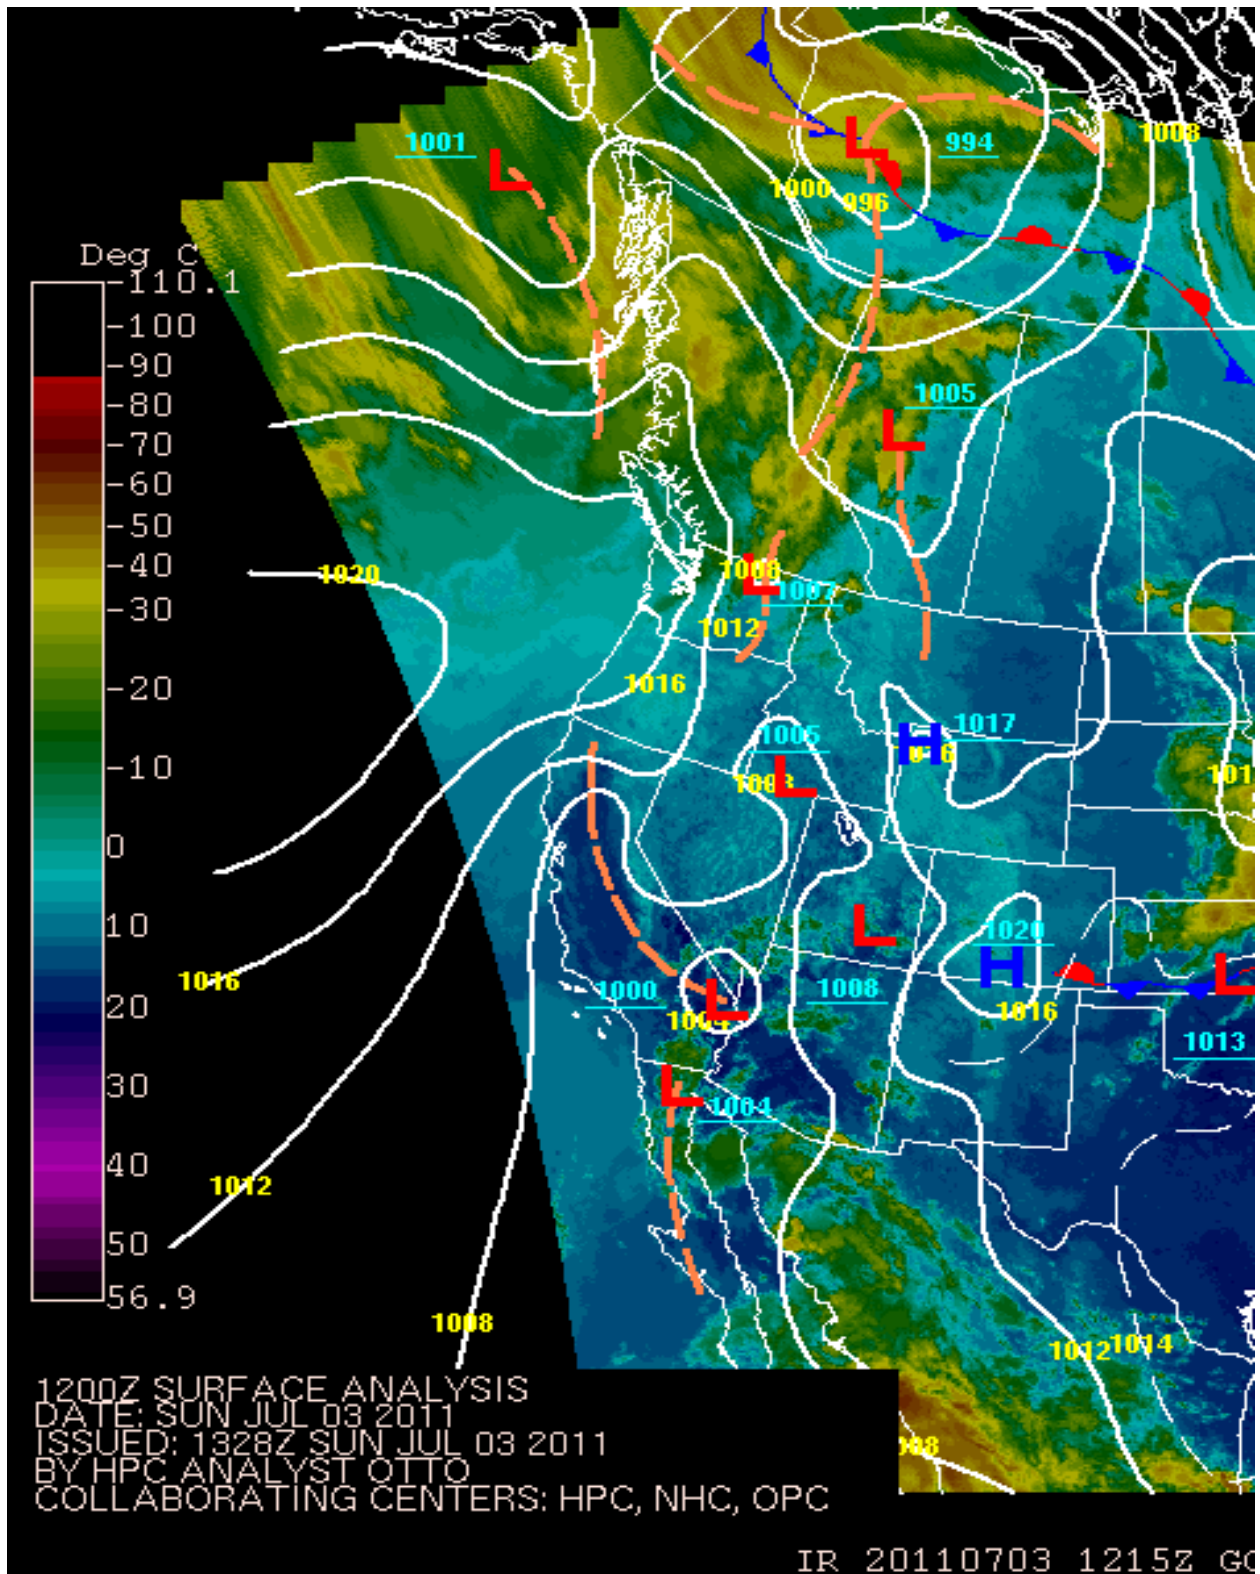 1001
994
1008
1000
996
Deg C
-110.1
-100
-90
-80
-70
-60
-50
-40
-30
-20
-10
0
10
20
30
40
50
56.9
L
L
1005
L
1020
1008
L
1007
1012
1016
1005
L
1017
H
1020
H
L
1016
1000
L
1008
1016
L
1013
L
1004
1012
1008
1012
1014
1200Z SURFACE ANALYSIS
DATE: SUN JUL 03 2011
ISSUED: 1328Z SUN JUL 03 2011
BY HPC ANALYST OTTO
COLLABORATING CENTERS: HPC, NHC, OPC
IR 20110703 1215Z